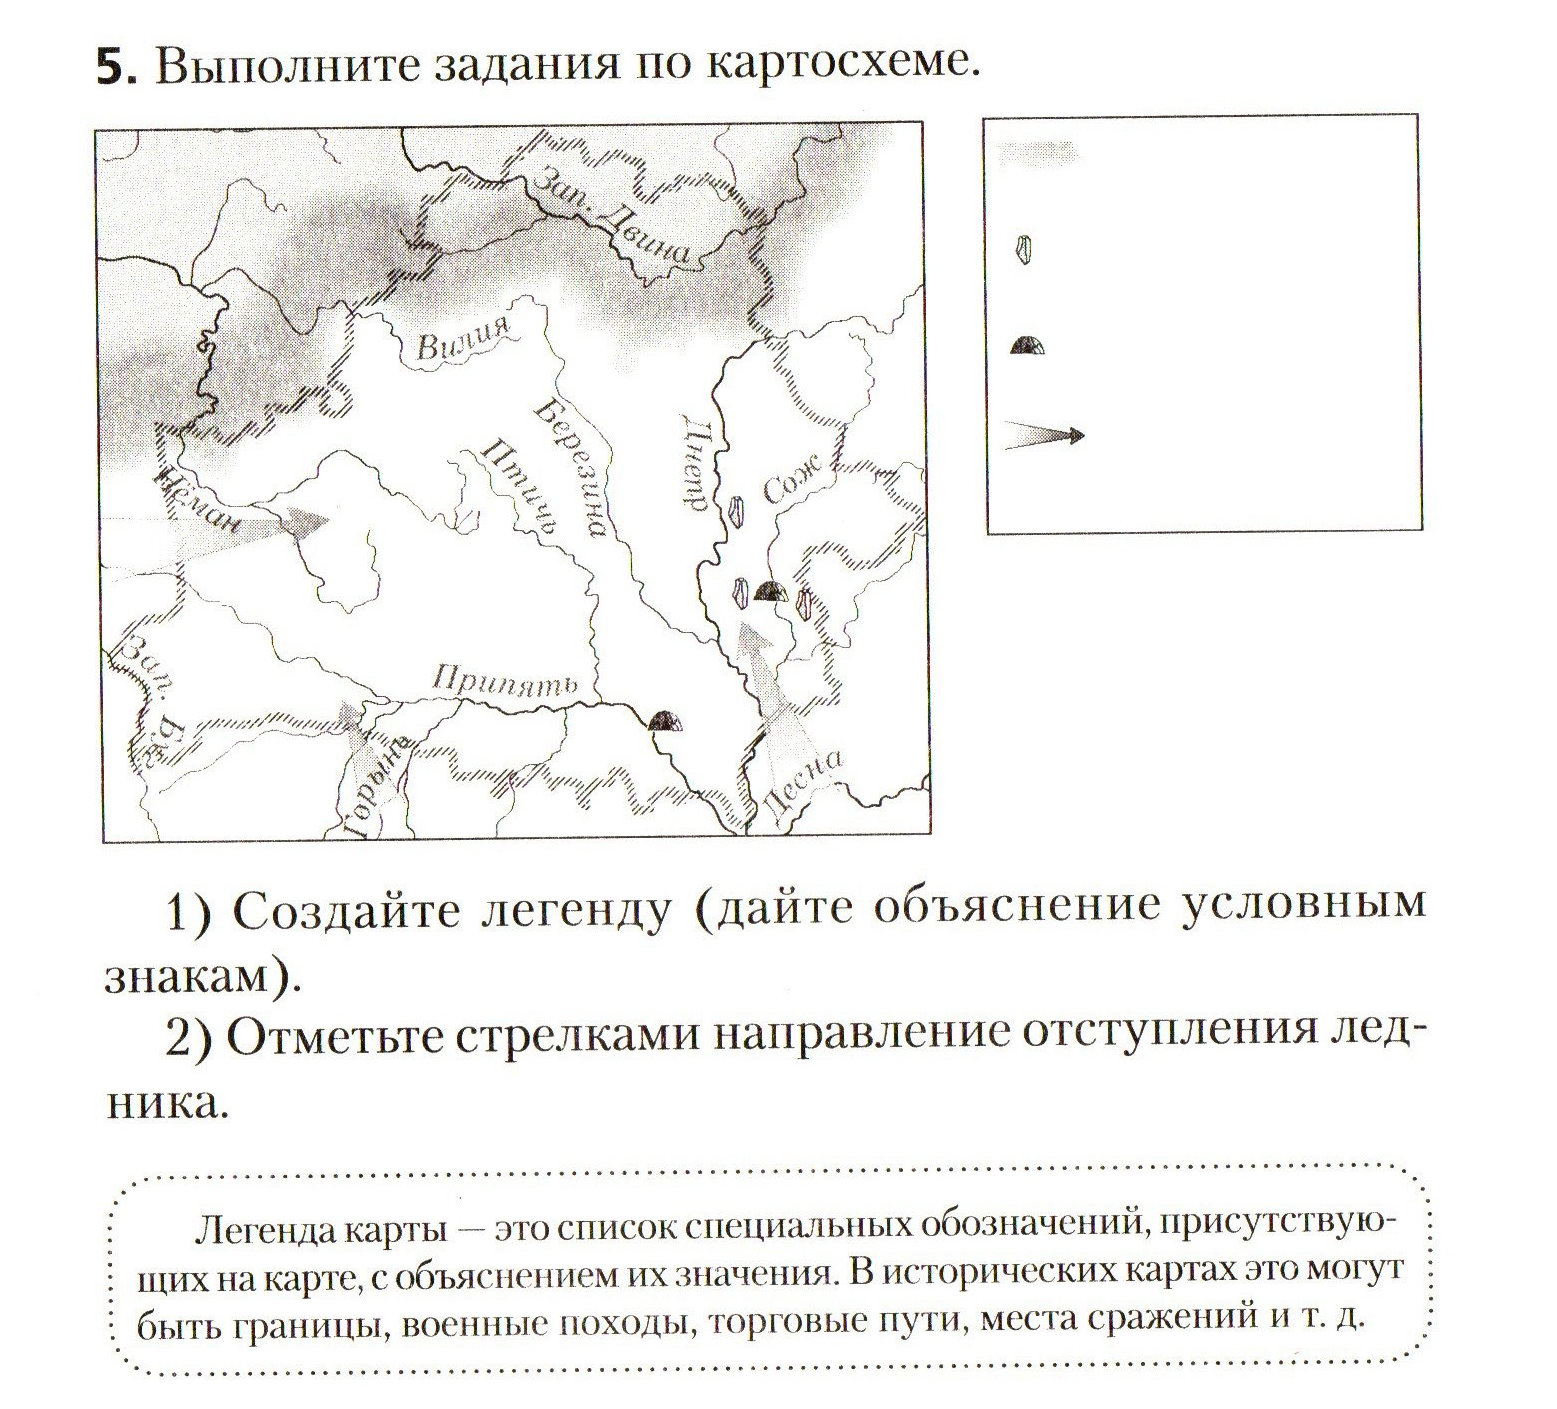 5. Выполните задания по картосхеме.
Зап. Двина
Вилия
Березина
Птичь
Днепр
Сож
Нёман
Зап. Буг
Припять
Горынь
Десна
1) Создайте легенду (дайте объяснение условным
знакам).
2) Отметьте стрелками направление отступления лед-
ника.
Легенда карты — это список специальных обозначений, присутствую-
щих на карте, с объяснением их значения. В исторических картах это могут
быть границы, военные походы, торговые пути, места сражений и т. д.